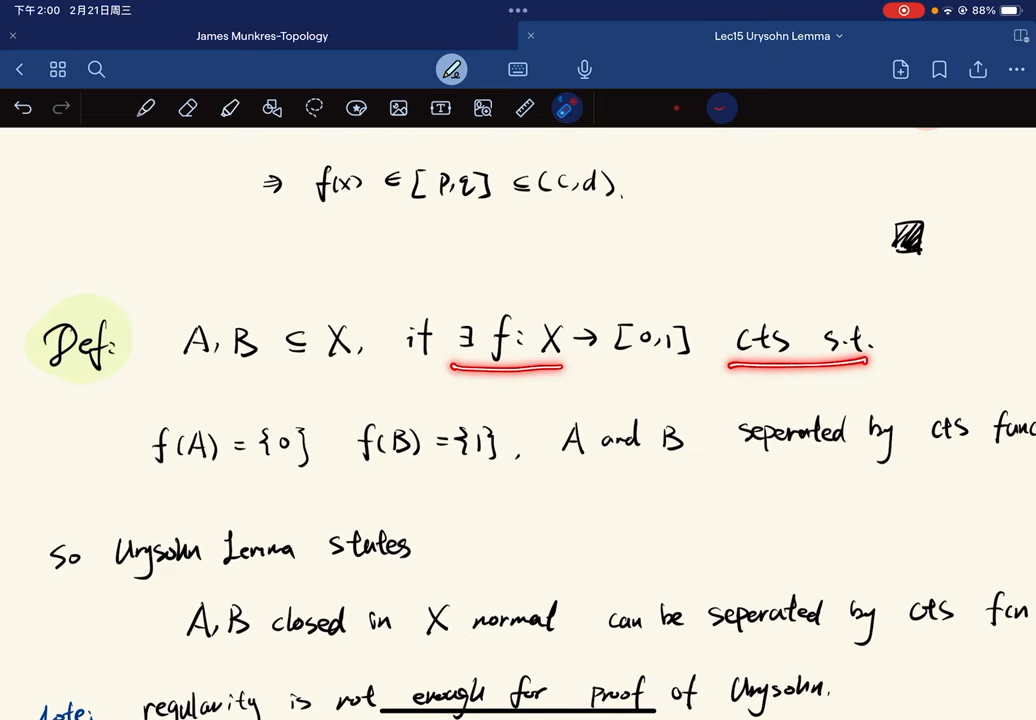 下午2:00 2月21日周三
88%
James Munkres-Topology
Lec15 Urysohn Lemma
T
⇒ f(x) ∈ [p,q] ⊆ (c,d).
Def: A, B ⊆ X, if ∃ f: X → [0,1] cts s.t.
f(A) = {0} f(B) = {1}, A and B seperated by cts func
so Urysohn Lemma states
A, B closed in X normal can be seperated by cts fcn
Note: regularity is not enough for proof of Urysohn.